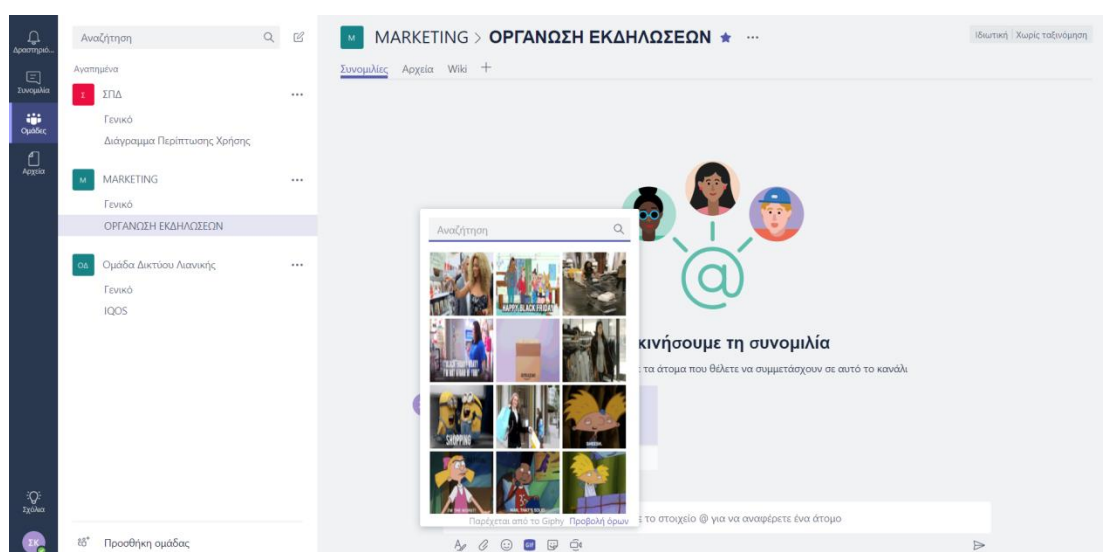 Δραστηριό...
Συνομιλία
Ομάδες
Αρχεία
Σχόλια
ΣΚ
Αναζήτηση
Αγαπημένα
Σ ΣΠΔ
Γενικό
Διάγραμμα Περίπτωσης Χρήσης
M MARKETING
Γενικό
ΟΡΓΑΝΩΣΗ ΕΚΔΗΛΩΣΕΩΝ
ΟΔ Ομάδα Δικτύου Λιανικής
Γενικό
IQOS
Προσθήκη ομάδας
M MARKETING > ΟΡΓΑΝΩΣΗ ΕΚΔΗΛΩΣΕΩΝ ★ ...
Ιδιωτική Χωρίς ταξινόμηση
Συνομιλίες Αρχεία Wiki +
Αναζήτηση
HAPPY BLACK FRIDAY
SHOPPING
κινήσουμε τη συνομιλία
τα άτομα που θέλετε να συμμετάσχουν σε αυτό το κανάλι
Παρέχεται από το Giphy Προβολή όρων
το στοιχείο @ για να αναφέρετε ένα άτομο
GIF